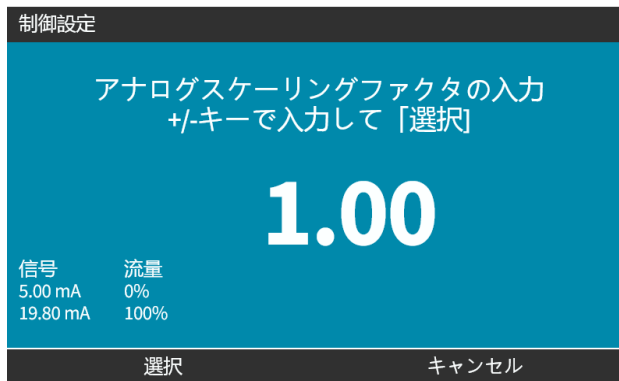 制御設定
アナログスケーリングファクタの入力
+/-キーで入力して「選択]
1.00
信号 流量
5.00 mA 0%
19.80 mA 100%
選択 キャンセル